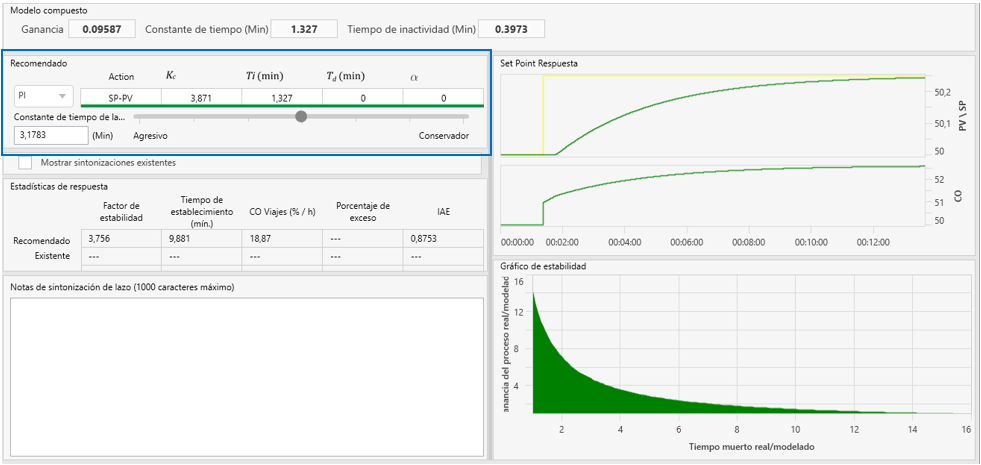 Modelo compuesto
Ganancia 0.09587 Constante de tiempo (Min) 1.327 Tiempo de inactividad (Min) 0.3973
Recomendado
Action Kc Ti (min) Td (min) α
PI
SP-PV 3,871 1,327 0 0
Constante de tiempo de la...
3,1783 (Min) Agresivo Conservador
Mostrar sintonizaciones existentes
Estadísticas de respuesta
Factor de estabilidad Tiempo de establecimiento (mín.) CO Viajes (% / h) Porcentaje de exceso IAE
Recomendado 3,756 9,881 18,87 --- 0,8753
Existente --- --- --- --- ---
Notas de sintonización de lazo (1000 caracteres máximo)
Set Point Respuesta
50,2
50,1
50
PV \ SP
52
51
50
CO
00:00:00 00:02:00 00:04:00 00:06:00 00:08:00 00:10:00 00:12:00
Gráfico de estabilidad
16
12
8
4
anancia del proceso real/modelad
2 4 6 8 10 12 14 16
Tiempo muerto real/modelado